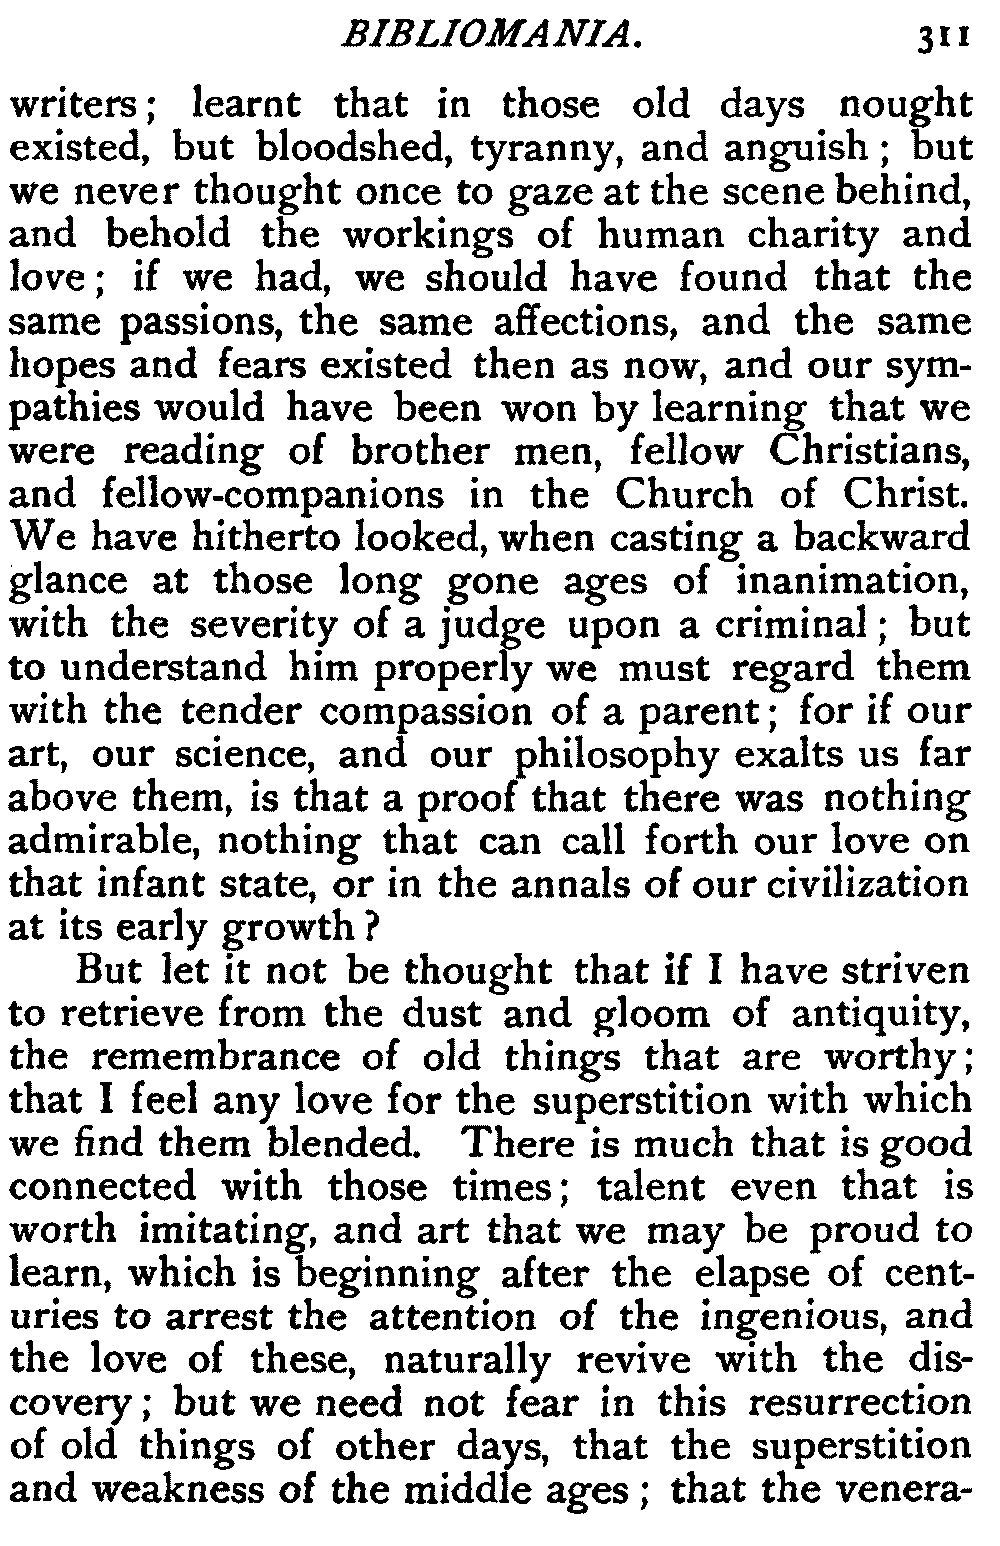 BIBLIOMANIA. 311
writers; learnt that in those old days nought
existed, but bloodshed, tyranny, and anguish; but
we never thought once to gaze at the scene behind,
and behold the workings of human charity and
love; if we had, we should have found that the
same passions, the same affections, and the same
hopes and fears existed then as now, and our sym-
pathies would have been won by learning that we
were reading of brother men, fellow Christians,
and fellow-companions in the Church of Christ.
We have hitherto looked, when casting a backward
glance at those long gone ages of inanimation,
with the severity of a judge upon a criminal; but
to understand him properly we must regard them
with the tender compassion of a parent; for if our
art, our science, and our philosophy exalts us far
above them, is that a proof that there was nothing
admirable, nothing that can call forth our love on
that infant state, or in the annals of our civilization
at its early growth?
But let it not be thought that if I have striven
to retrieve from the dust and gloom of antiquity,
the remembrance of old things that are worthy;
that I feel any love for the superstition with which
we find them blended. There is much that is good
connected with those times; talent even that is
worth imitating, and art that we may be proud to
learn, which is beginning after the elapse of cent-
uries to arrest the attention of the ingenious, and
the love of these, naturally revive with the dis-
covery; but we need not fear in this resurrection
of old things of other days, that the superstition
and weakness of the middle ages; that the venera-